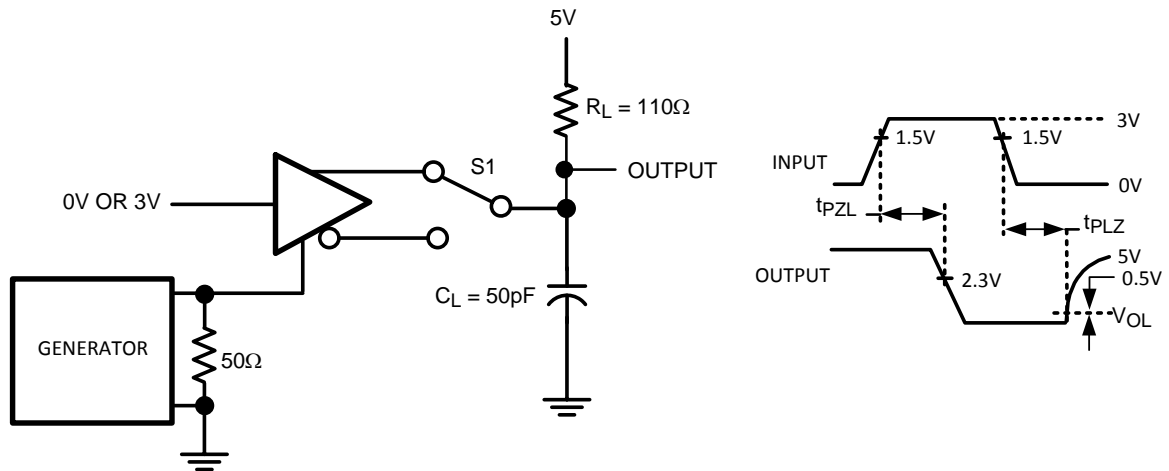 5V
R_L = 110Ω
S1
OUTPUT
0V OR 3V
C_L = 50pF
GENERATOR
50Ω
3V
1.5V
1.5V
INPUT
0V
t_PZL
t_PLZ
OUTPUT
5V
0.5V
2.3V
V_OL